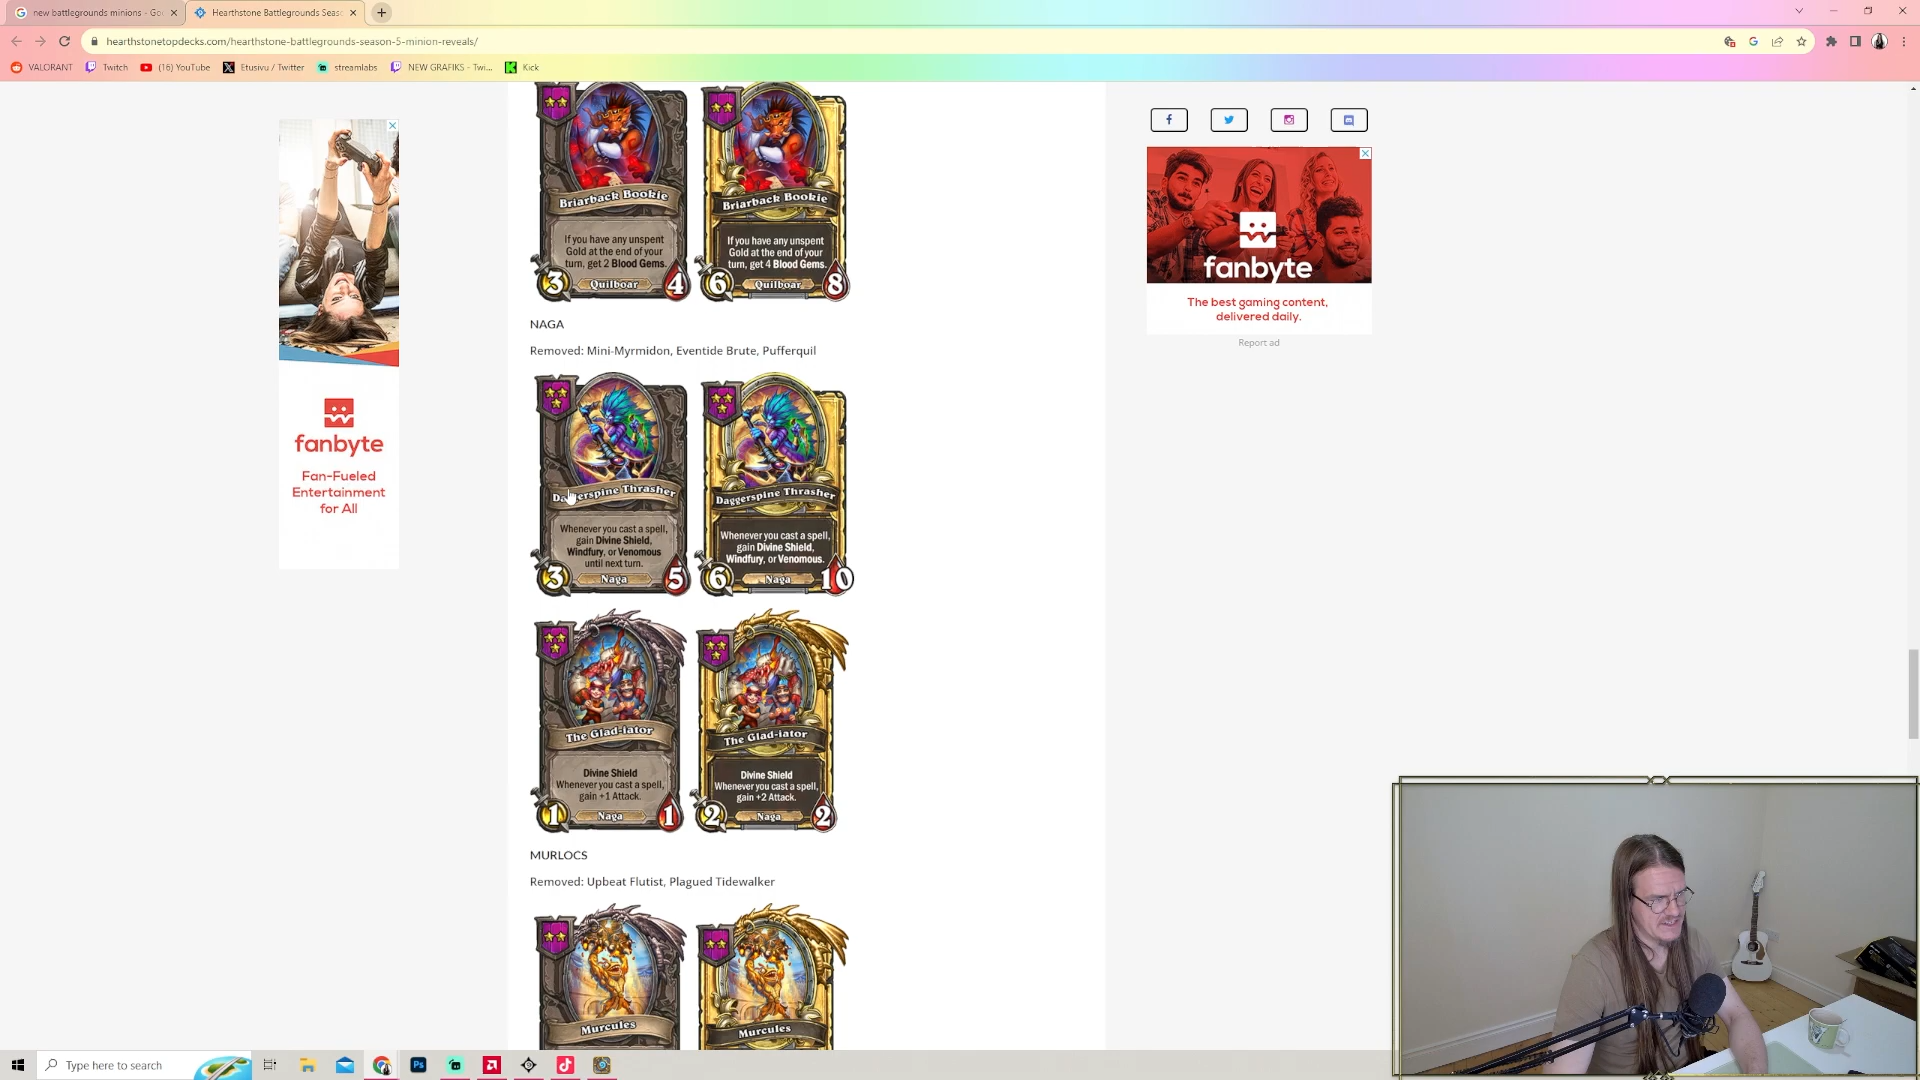 new battlegrounds minions - Go
Hearthstone Battlegrounds Seas
hearthstonetopdecks.com/hearthstone-battlegrounds-season-5-minion-reveals/
VALORANT
Twitch
(16) YouTube
Etusivu / Twitter
streamlabs
NEW GRAFIKS - Twi...
Kick
Briarback Bookie
If you have any unspent
Gold at the end of your
turn, get 2 Blood Gems.
3 Quilboar 4
Briarback Bookie
If you have any unspent
Gold at the end of your
turn, get 4 Blood Gems.
6 Quilboar 8
NAGA
Removed: Mini-Myrmidon, Eventide Brute, Pufferquil
Daggerspine Thrasher
Whenever you cast a spell,
gain Divine Shield,
Windfury, or Venomous
until next turn.
3 Naga 5
Daggerspine Thrasher
Whenever you cast a spell,
gain Divine Shield,
Windfury, or Venomous.
6 Naga 10
The Glad-iator
Divine Shield
Whenever you cast a spell,
gain +1 Attack.
1 Naga 1
The Glad-iator
Divine Shield
Whenever you cast a spell,
gain +2 Attack.
2 Naga 2
MURLOCS
Removed: Upbeat Flutist, Plagued Tidewalker
Murcules
Murcules
fanbyte
Fan-Fueled
Entertainment
for All
fanbyte
The best gaming content,
delivered daily.
Report ad
Type here to search
Ps